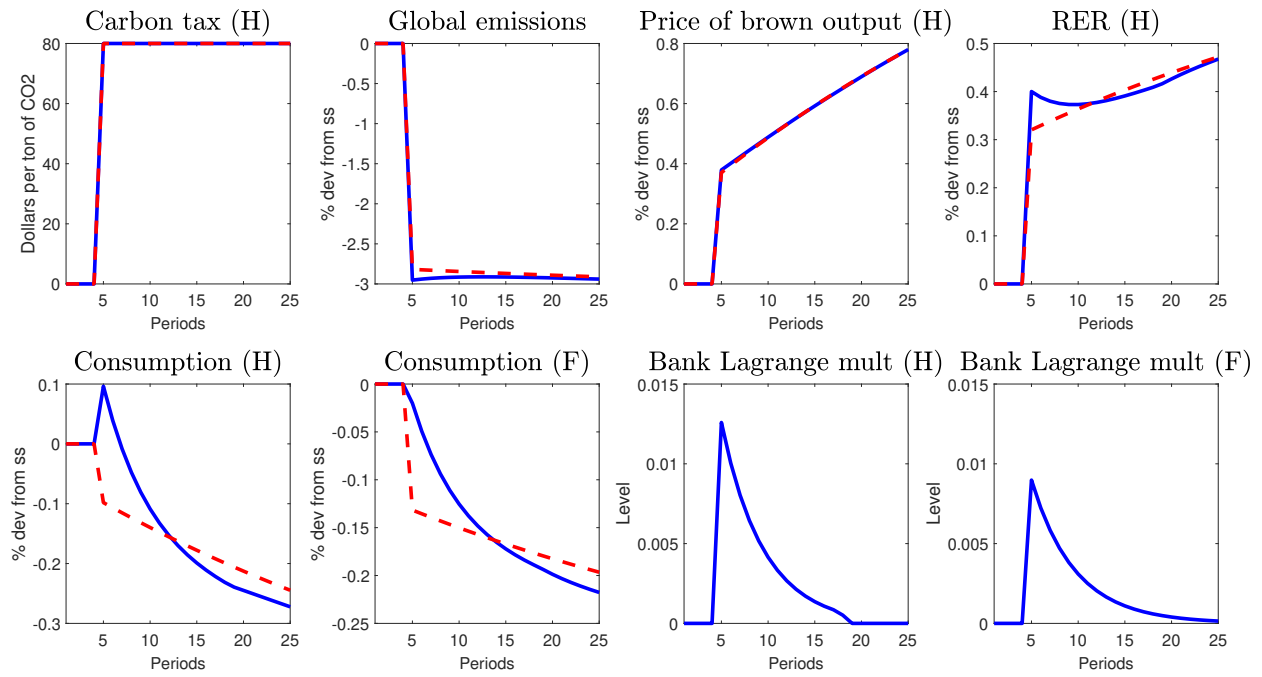 Carbon tax (H)
Global emissions
Price of brown output (H)
RER (H)
Dollars per ton of CO2
80
60
40
20
0
5 10 15 20 25
Periods
% dev from ss
0
-0.5
-1
-1.5
-2
-2.5
-3
5 10 15 20 25
Periods
% dev from ss
0.8
0.6
0.4
0.2
0
5 10 15 20 25
Periods
% dev from ss
0.5
0.4
0.3
0.2
0.1
0
5 10 15 20 25
Periods
Consumption (H)
Consumption (F)
Bank Lagrange mult (H)
Bank Lagrange mult (F)
% dev from ss
0.1
0
-0.1
-0.2
-0.3
5 10 15 20 25
Periods
% dev from ss
0
-0.05
-0.1
-0.15
-0.2
-0.25
5 10 15 20 25
Periods
Level
0.015
0.01
0.005
0
5 10 15 20 25
Periods
Level
0.015
0.01
0.005
0
5 10 15 20 25
Periods